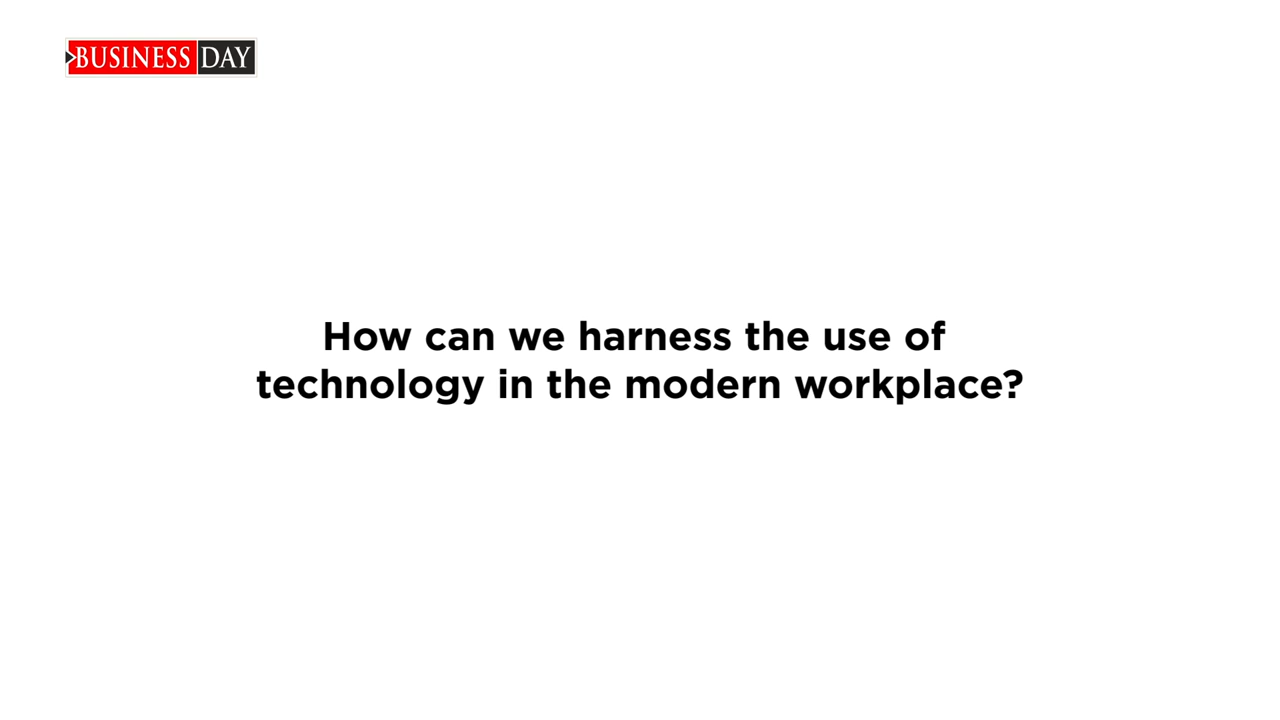 BUSINESS DAY
How can we harness the use of
technology in the modern workplace?